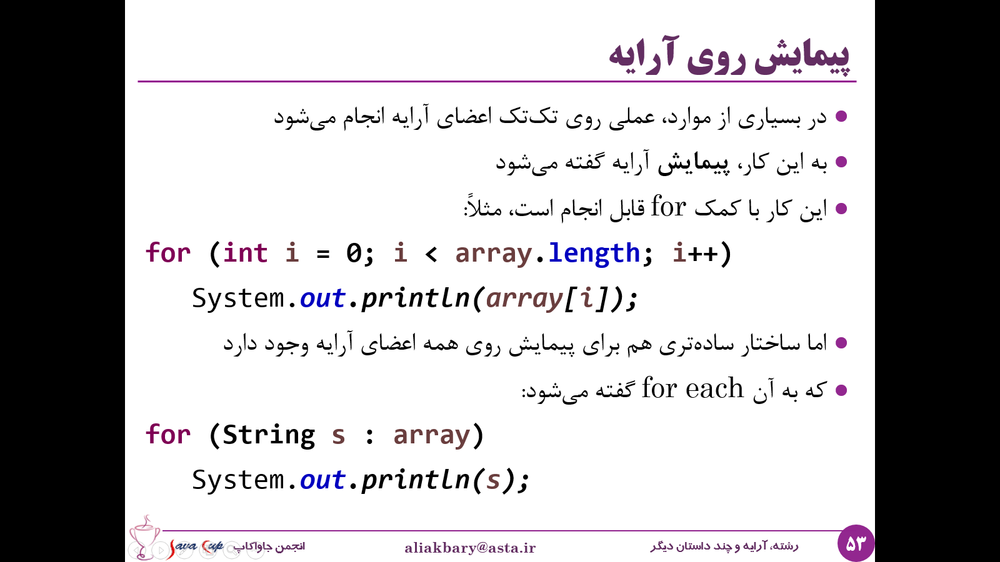 پیمایش روی آرایه
در بسیاری از موارد، عملی روی تک‌تک اعضای آرایه انجام می‌شود
به این کار، پیمایش آرایه گفته می‌شود
این کار با کمک for قابل انجام است، مثلاً:
for (int i = 0; i < array.length; i++)
System.out.println(array[i]);
اما ساختار ساده‌تری هم برای پیمایش روی همه اعضای آرایه وجود دارد
که به آن for each گفته می‌شود:
for (String s : array)
System.out.println(s);
۵۳
رشته، آرایه و چند داستان دیگر
aliakbary@asta.ir
انجمن جاواکاپ
Java Cup